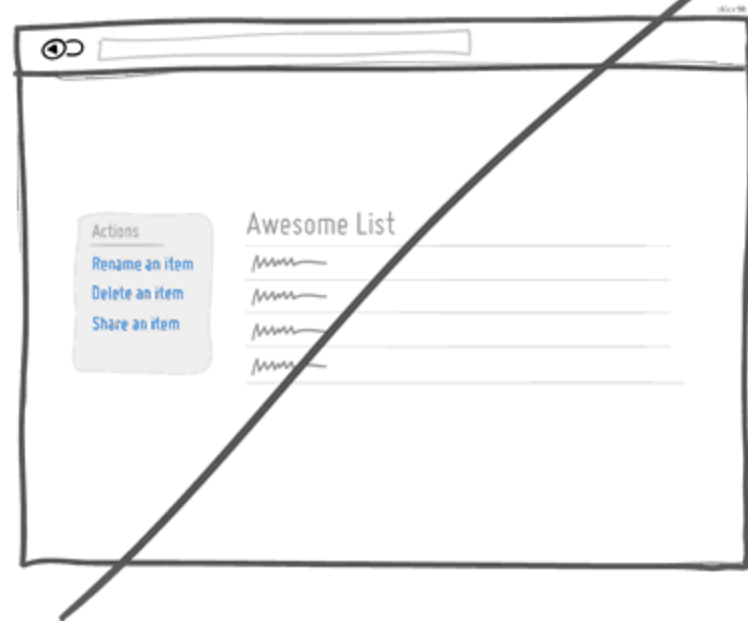 Actions
Rename an item
Delete an item
Share an item
Awesome List